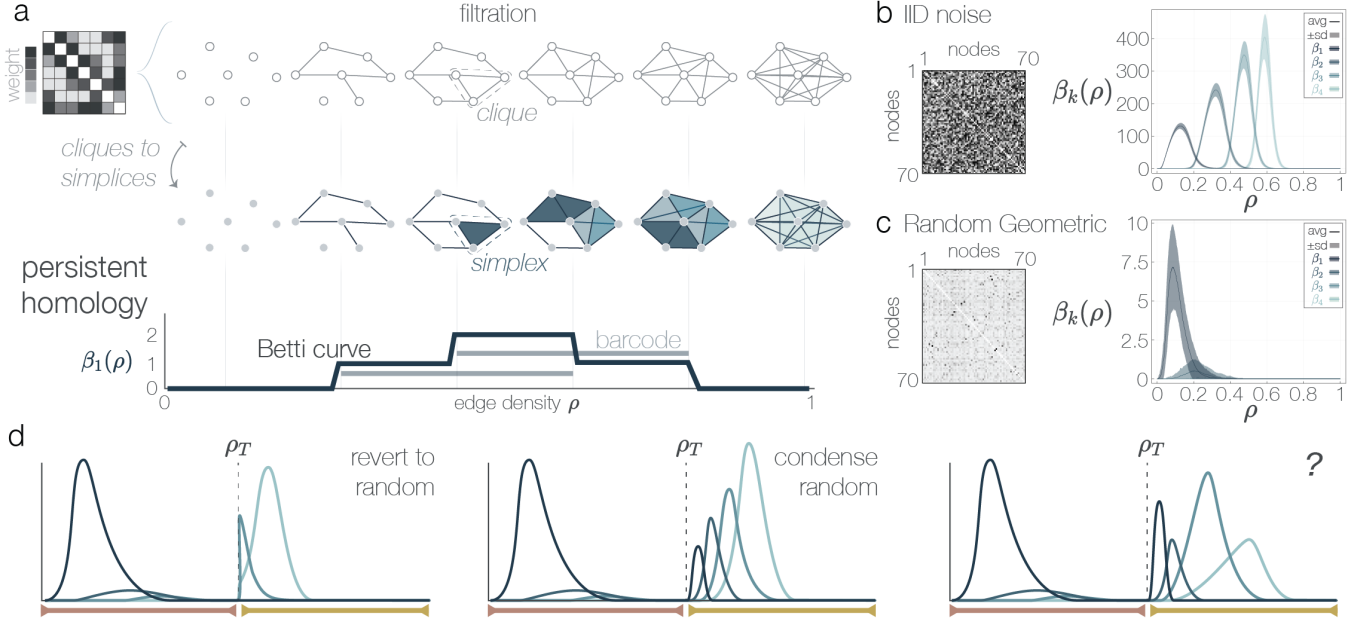 a
filtration
weight
clique
cliques to
simplices
simplex
persistent
homology
Betti curve
barcode
β₁(ρ)
2
1
0
0
edge density ρ
1
b IID noise
nodes
1 70
1
nodes
70
βₖ(ρ)
400
300
200
100
0
0 0.2 0.4 0.6 0.8 1
ρ
avg
±sd
β₁
β₂
β₃
β₄
c Random Geometric
nodes
1 70
1
nodes
70
βₖ(ρ)
10
7.5
5
2.5
0
0 0.2 0.4 0.6 0.8 1
ρ
avg
±sd
β₁
β₂
β₃
β₄
d
ρT
revert to
random
ρT
condense
random
ρT
?